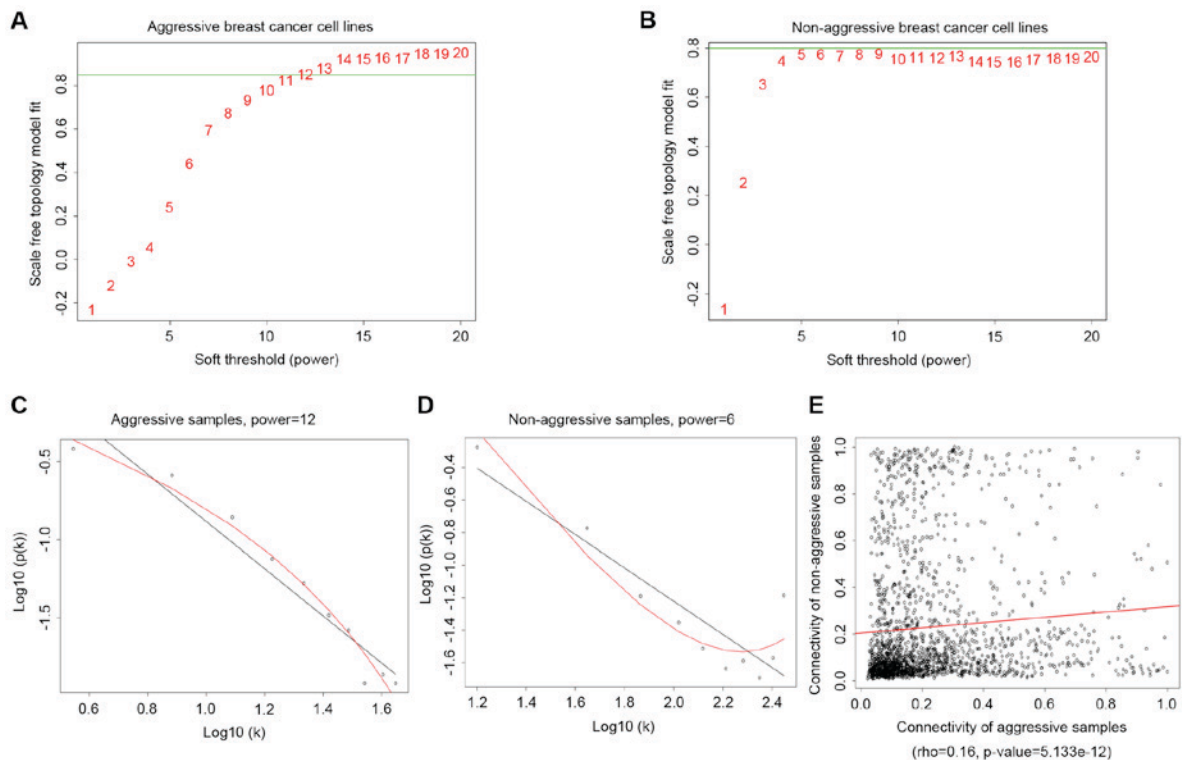 A
Aggressive breast cancer cell lines
Scale free topology model fit
-0.2 0.0 0.2 0.4 0.6 0.8
1 2 3 4 5 6 7 8 9 10 11 12 13 14 15 16 17 18 19 20
5 10 15 20
Soft threshold (power)
B
Non-aggressive breast cancer cell lines
Scale free topology model fit
-0.2 0.0 0.2 0.4 0.6 0.8
1 2 3 4 5 6 7 8 9 10 11 12 13 14 15 16 17 18 19 20
5 10 15 20
Soft threshold (power)
C
Aggressive samples, power=12
Log10 (p(k))
-0.5
-1.0
-1.5
0.6 0.8 1.0 1.2 1.4 1.6
Log10 (k)
D
Non-aggressive samples, power=6
Log10 (p(k))
-0.4
-0.6
-0.8
-1.0
-1.2
-1.4
-1.6
1.2 1.4 1.6 1.8 2.0 2.2 2.4
Log10 (k)
E
Connectivity of non-aggressive samples
1.0
0.8
0.6
0.4
0.2
0.0
0.0 0.2 0.4 0.6 0.8 1.0
Connectivity of aggressive samples
(rho=0.16, p-value=5.133e-12)